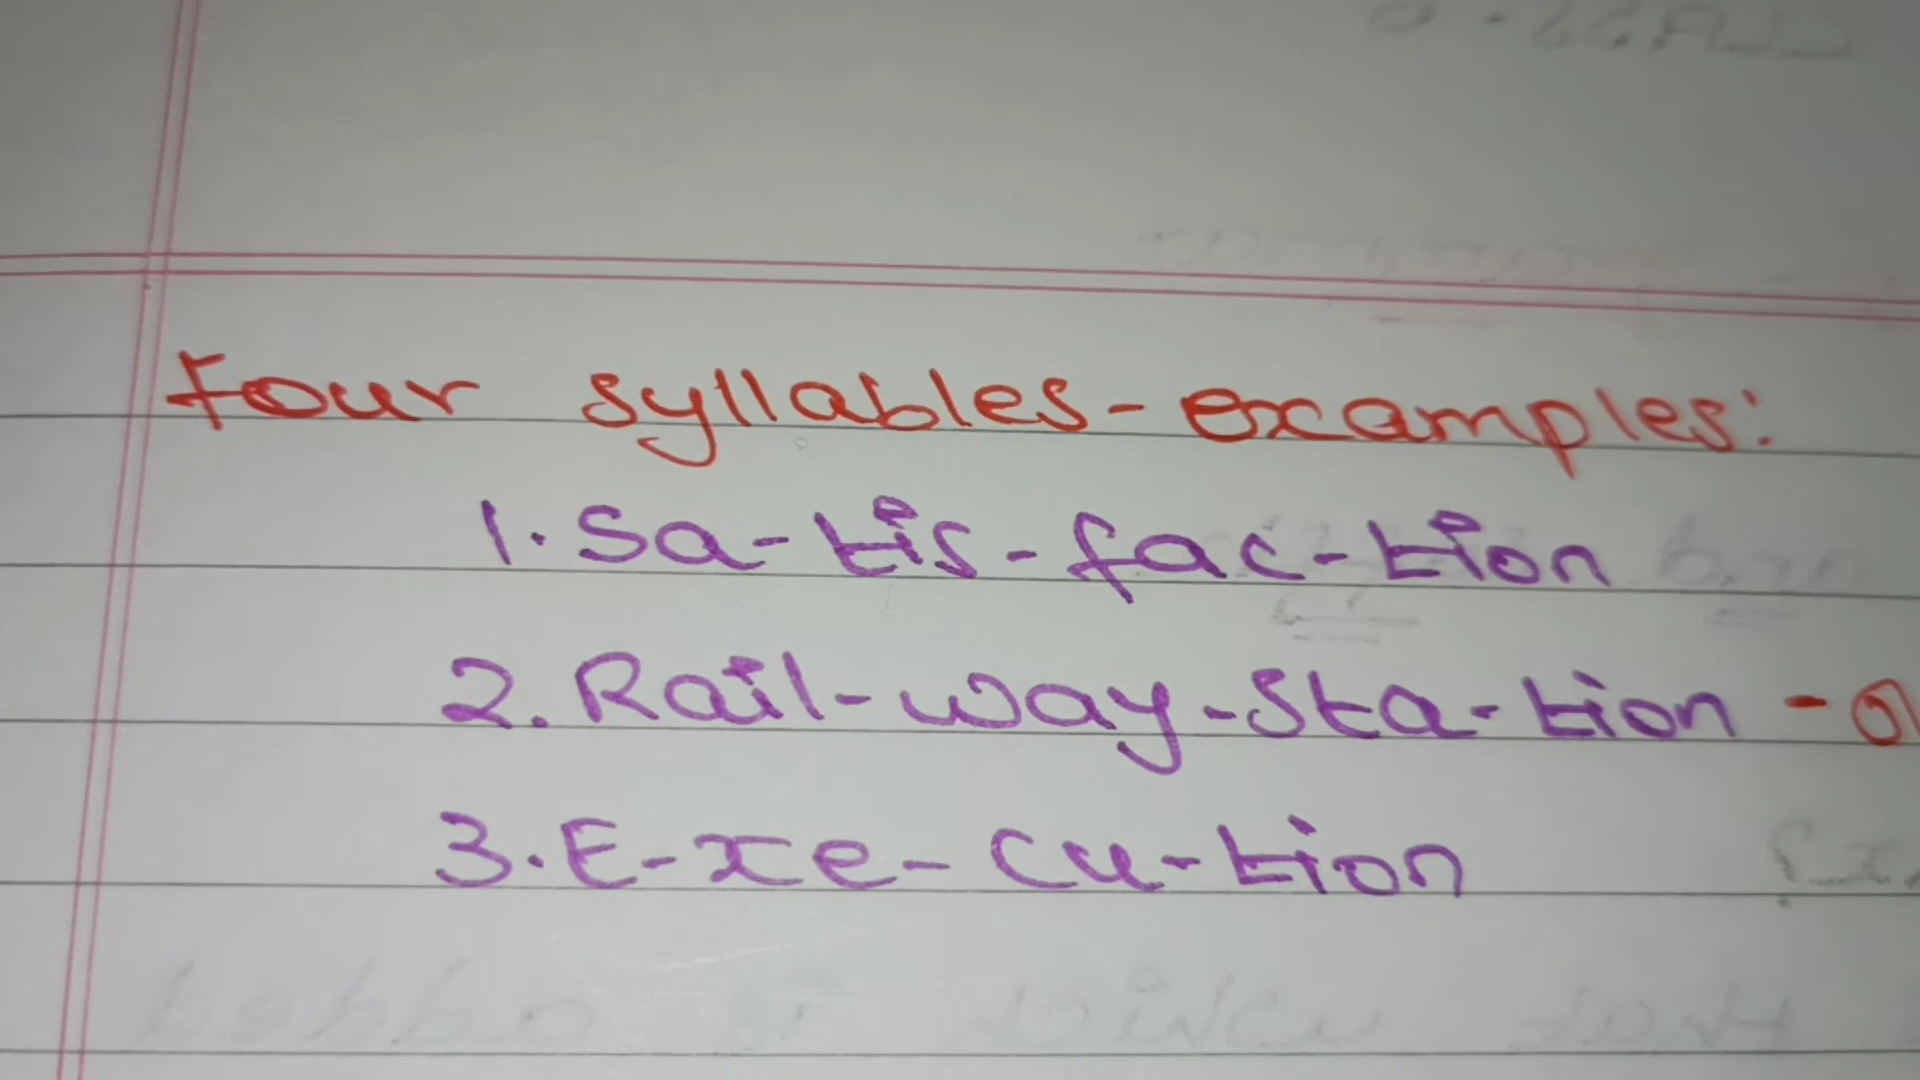 Four syllables-examples:
1. Sa-tis-fac-tion
2. Rail-way-sta-tion -
3. E-xe-cu-tion